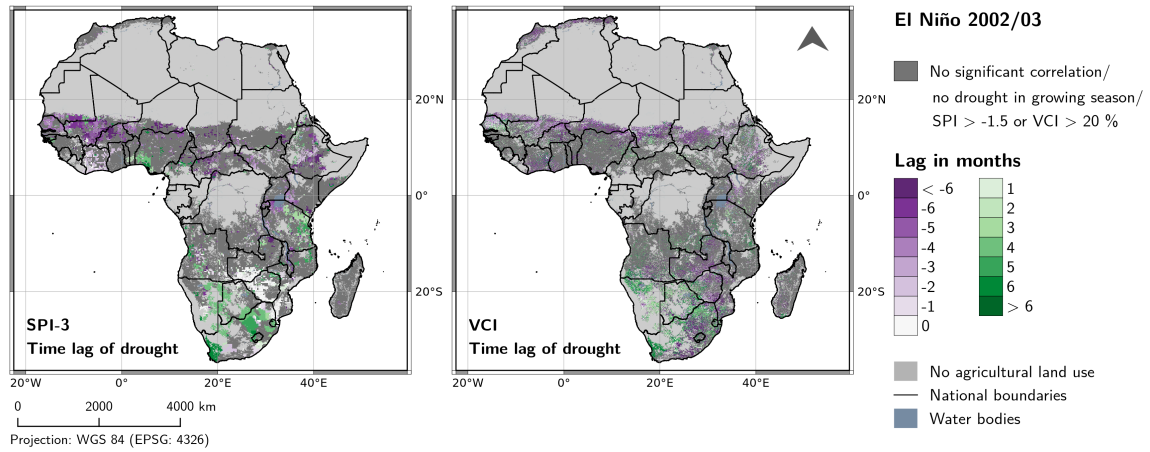 El Niño 2002/03
No significant correlation/
no drought in growing season/
SPI > -1.5 or VCI > 20 %
Lag in months
< -6
-6
-5
-4
-3
-2
-1
0
1
2
3
4
5
6
> 6
No agricultural land use
National boundaries
Water bodies
SPI-3
Time lag of drought
VCI
Time lag of drought
20°N
0°
20°S
20°W
0°
20°E
40°E
20°W
0°
20°E
40°E
20°N
0°
20°S
0 2000 4000 km
Projection: WGS 84 (EPSG: 4326)